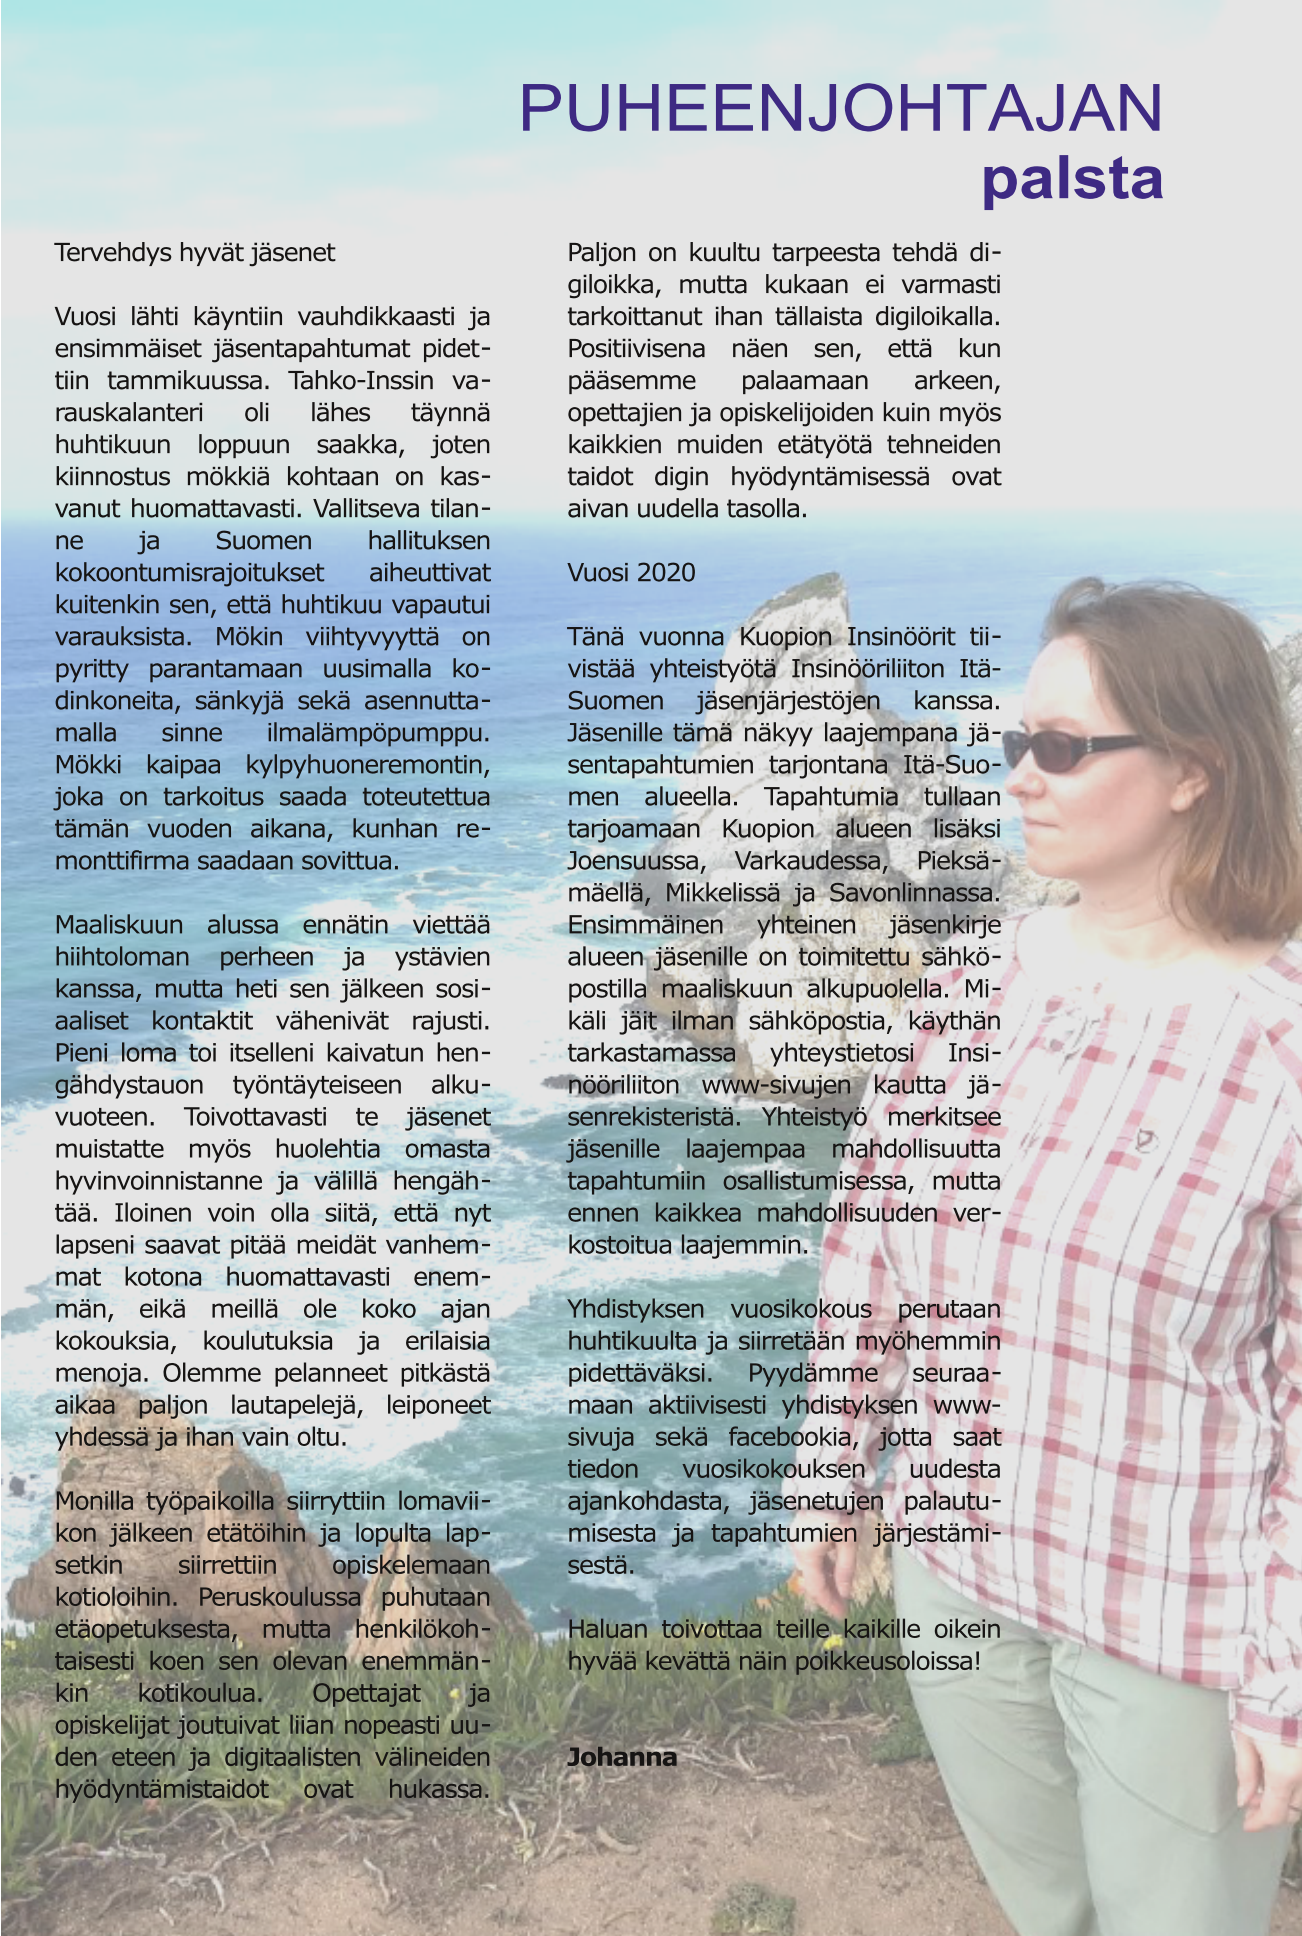 PUHEENJOHTAJAN
palsta
Tervehdys hyvät jäsenet
Vuosi lähti käyntiin vauhdikkaasti ja
ensimmäiset jäsentapahtumat pidet-
tiin tammikuussa. Tahko-Inssin va-
rauskalanteri oli lähes täynnä
huhtikuun loppuun saakka, joten
kiinnostus mökkiä kohtaan on kas-
vanut huomattavasti. Vallitseva tilan-
ne ja Suomen hallituksen
kokoontumisrajoitukset aiheuttivat
kuitenkin sen, että huhtikuu vapautui
varauksista. Mökin viihtyvyyttä on
pyritty parantamaan uusimalla ko-
dinkoneita, sänkyjä sekä asennutta-
malla sinne ilmalämpöpumppu.
Mökki kaipaa kylpyhuoneremontin,
joka on tarkoitus saada toteutettua
tämän vuoden aikana, kunhan re-
monttifirma saadaan sovittua.
Maaliskuun alussa ennätin viettää
hiihtoloman perheen ja ystävien
kanssa, mutta heti sen jälkeen sosi-
aaliset kontaktit vähenivät rajusti.
Pieni loma toi itselleni kaivatun hen-
gähdystauon työntäyteiseen alku-
vuoteen. Toivottavasti te jäsenet
muistatte myös huolehtia omasta
hyvinvoinnistanne ja välillä hengäh-
tää. Iloinen voin olla siitä, että nyt
lapseni saavat pitää meidät vanhem-
mat kotona huomattavasti enem-
män, eikä meillä ole koko ajan
kokouksia, koulutuksia ja erilaisia
menoja. Olemme pelanneet pitkästä
aikaa paljon lautapelejä, leiponeet
yhdessä ja ihan vain oltu.
Monilla työpaikoilla siirryttiin lomavii-
kon jälkeen etätöihin ja lopulta lap-
setkin siirrettiin opiskelemaan
kotioloihin. Peruskoulussa puhutaan
etäopetuksesta, mutta henkilökoh-
taisesti koen sen olevan enemmän-
kin kotikoulua. Opettajat ja
opiskelijat joutuivat liian nopeasti uu-
den eteen ja digitaalisten välineiden
hyödyntämistaidot ovat hukassa.
Paljon on kuultu tarpeesta tehdä di-
giloikka, mutta kukaan ei varmasti
tarkoittanut ihan tällaista digiloikalla.
Positiivisena näen sen, että kun
pääsemme palaamaan arkeen,
opettajien ja opiskelijoiden kuin myös
kaikkien muiden etätyötä tehneiden
taidot digin hyödyntämisessä ovat
aivan uudella tasolla.
Vuosi 2020
Tänä vuonna Kuopion Insinöörit tii-
vistää yhteistyötä Insinööriliiton Itä-
Suomen jäsenjärjestöjen kanssa.
Jäsenille tämä näkyy laajempana jä-
sentapahtumien tarjontana Itä-Suo-
men alueella. Tapahtumia tullaan
tarjoamaan Kuopion alueen lisäksi
Joensuussa, Varkaudessa, Pieksä-
mäellä, Mikkelissä ja Savonlinnassa.
Ensimmäinen yhteinen jäsenkirje
alueen jäsenille on toimitettu sähkö-
postilla maaliskuun alkupuolella. Mi-
käli jäit ilman sähköpostia, käythän
tarkastamassa yhteystietosi Insi-
nööriliiton www-sivujen kautta jä-
senrekisteristä. Yhteistyö merkitsee
jäsenille laajempaa mahdollisuutta
tapahtumiin osallistumisessa, mutta
ennen kaikkea mahdollisuuden ver-
kostoitua laajemmin.
Yhdistyksen vuosikokous perutaan
huhtikuulta ja siirretään myöhemmin
pidettäväksi. Pyydämme seuraa-
maan aktiivisesti yhdistyksen www-
sivuja sekä facebookia, jotta saat
tiedon vuosikokouksen uudesta
ajankohdasta, jäsenetujen palautu-
misesta ja tapahtumien järjestämi-
sestä.
Haluan toivottaa teille kaikille oikein
hyvää kevättä näin poikkeusoloissa!
Johanna